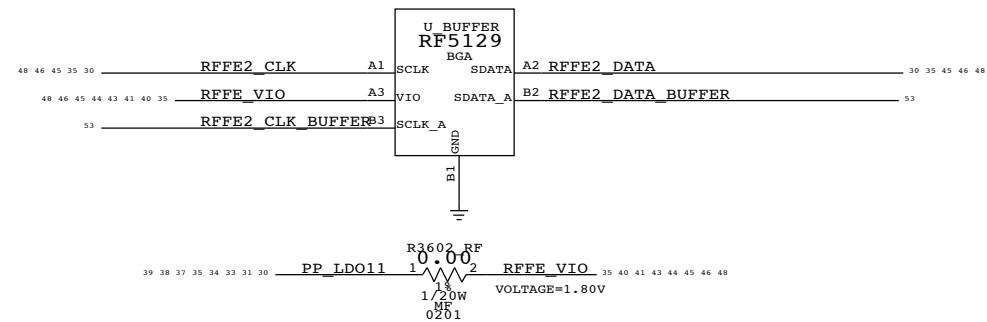 U_BUFFER
RF5129
BGA
48 46 45 35 30 RFFE2_CLK A1 SCLK SDATA A2 RFFE2_DATA 30 35 45 46 48
48 46 45 44 43 41 40 35 RFFE_VIO A3 VIO SDATA_A B2 RFFE2_DATA_BUFFER 53
53 RFFE2_CLK_BUFFER B3 SCLK_A
GND
B1
R3602_RF
0.00
39 38 37 35 34 33 31 30 PP_LDO11 1 2 RFFE_VIO 35 40 41 43 44 45 46 48
1% VOLTAGE=1.80V
1/20W
MF
0201